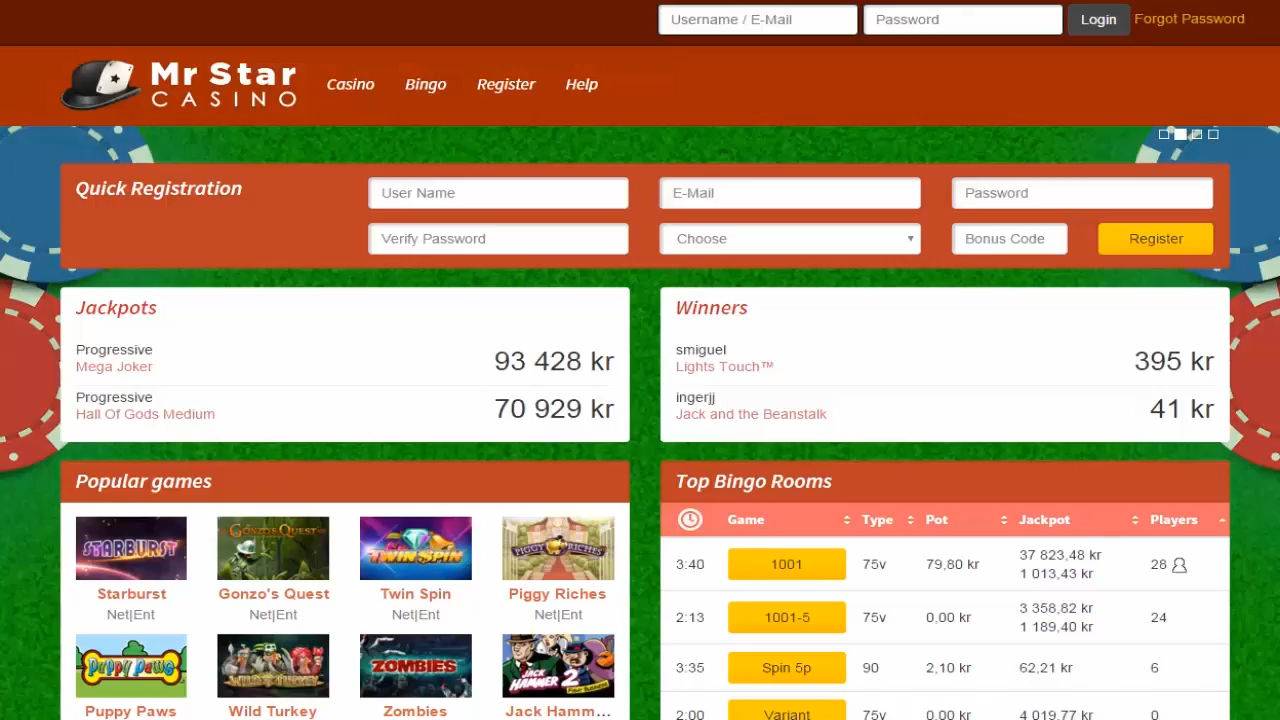 Username / E-Mail Password Login Forgot Password
Mr Star
CASINO
Casino Bingo Register Help
Quick Registration
User Name E-Mail Password
Verify Password Choose Bonus Code Register
Jackpots
Progressive
Mega Joker
93 428 kr
Progressive
Hall Of Gods Medium
70 929 kr
Winners
smiguel
Lights Touch™
395 kr
ingerjj
Jack and the Beanstalk
41 kr
Popular games
STARBURST
GONZO'S QUEST
TWIN SPIN
PIGGY RICHES
Starburst Gonzo's Quest Twin Spin Piggy Riches
Net|Ent Net|Ent Net|Ent Net|Ent
Puppy Paws
WILD TURKEY
ZOMBIES
JACK HAMMER 2
Puppy Paws Wild Turkey Zombies Jack Hamm...
Top Bingo Rooms
Game Type Pot Jackpot Players
3:40 1001 75v 79,80 kr 37 823,48 kr 28
1 013,43 kr
2:13 1001-5 75v 0,00 kr 3 358,82 kr 24
1 189,40 kr
3:35 Spin 5p 90 2,10 kr 62,21 kr 6
2:00 Variant 75v 0,00 kr 4 019,77 kr 0